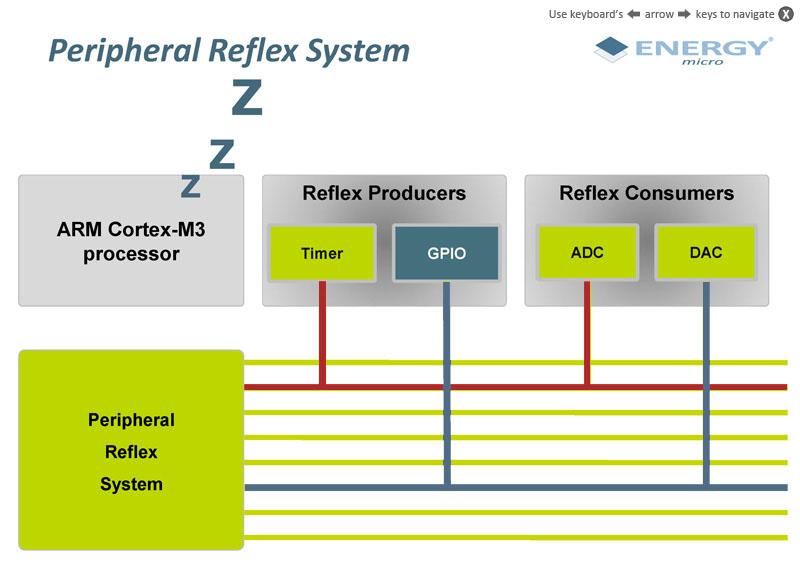 Use keyboard's arrow keys to navigate X
Peripheral Reflex System
ENERGY®
micro
Z
Z
Z
ARM Cortex-M3
processor
Reflex Producers
Timer
GPIO
Reflex Consumers
ADC
DAC
Peripheral
Reflex
System